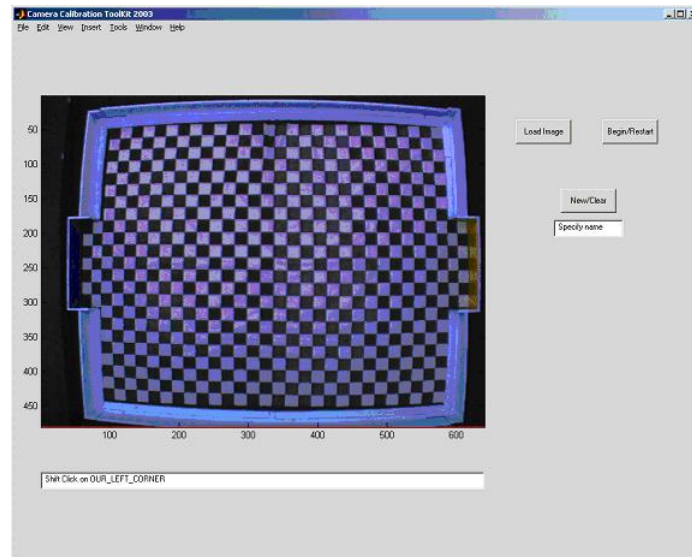 Camera Calibration ToolKit 2003
File Edit View Insert Tools Window Help
50
100
150
200
250
300
350
400
450
100 200 300 400 500 600
Load Image Begin/Restart
New/Clear
Specify name
Shift Click on OUR_LEFT_CORNER